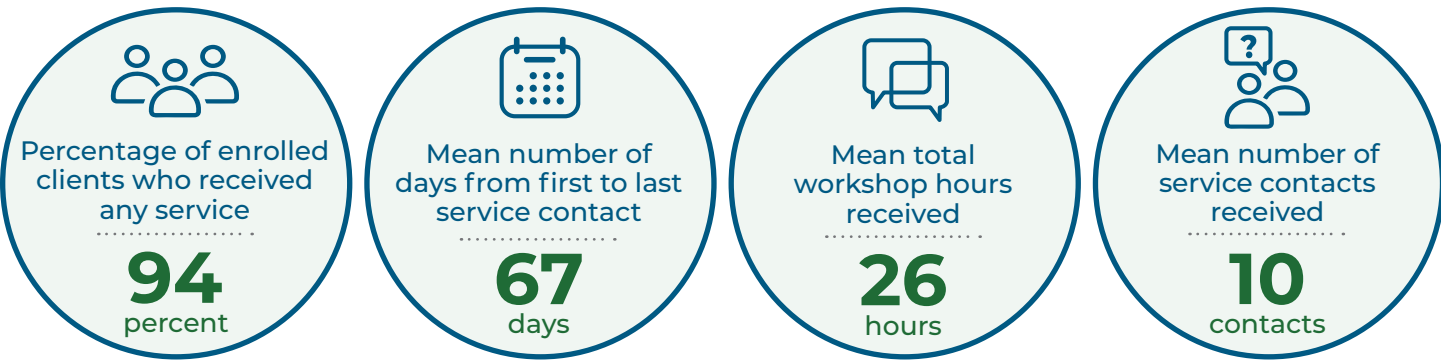 Percentage of enrolled
clients who received
any service
94
percent
Mean number of
days from first to last
service contact
67
days
Mean total
workshop hours
received
26
hours
?
Mean number of
service contacts
received
10
contacts